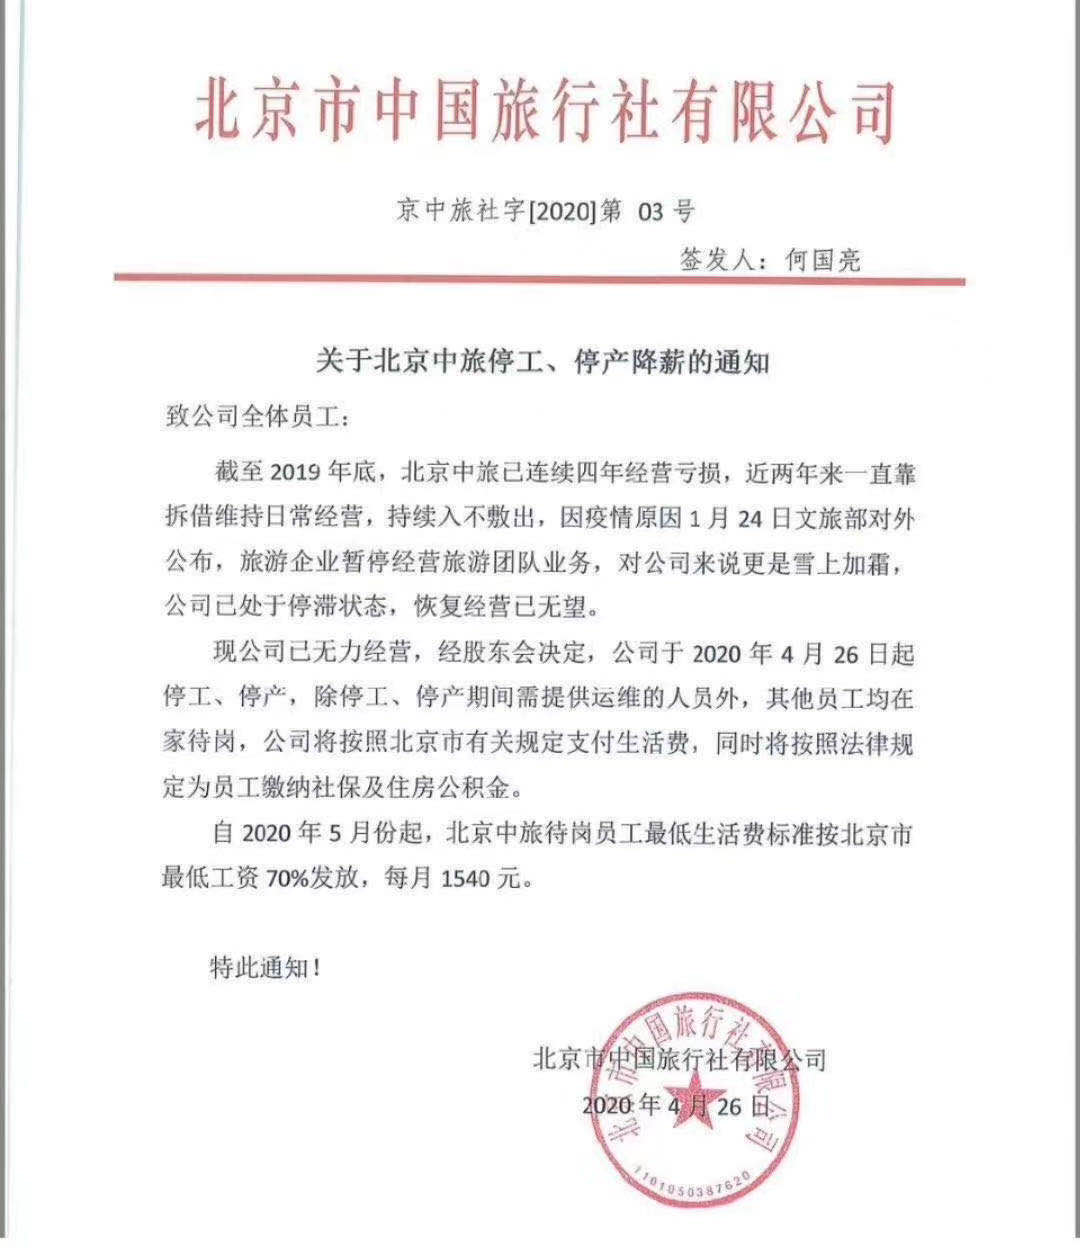 北京市中国旅行社有限公司
京中旅社字[2020]第 03 号
签发人：何国亮
关于北京中旅停工、停产降薪的通知
致公司全体员工：
截至 2019 年底，北京中旅已连续四年经营亏损，近两年来一直靠
拆借维持日常经营，持续入不敷出，因疫情原因 1 月 24 日文旅部对外
公布，旅游企业暂停经营旅游团队业务，对公司来说更是雪上加霜，
公司已处于停滞状态，恢复经营已无望。
现公司已无力经营，经股东会决定，公司于 2020 年 4 月 26 日起
停工、停产，除停工、停产期间需提供运维的人员外，其他员工均在
家待岗，公司将按照北京市有关规定支付生活费，同时将按照法律规
定为员工缴纳社保及住房公积金。
自 2020 年 5 月份起，北京中旅待岗员工最低生活费标准按北京市
最低工资 70%发放，每月 1540 元。
特此通知！
北京市中国旅行社有限公司
2020 年 4 月 26 日
北京市中国旅行社有限公司
1101050387620